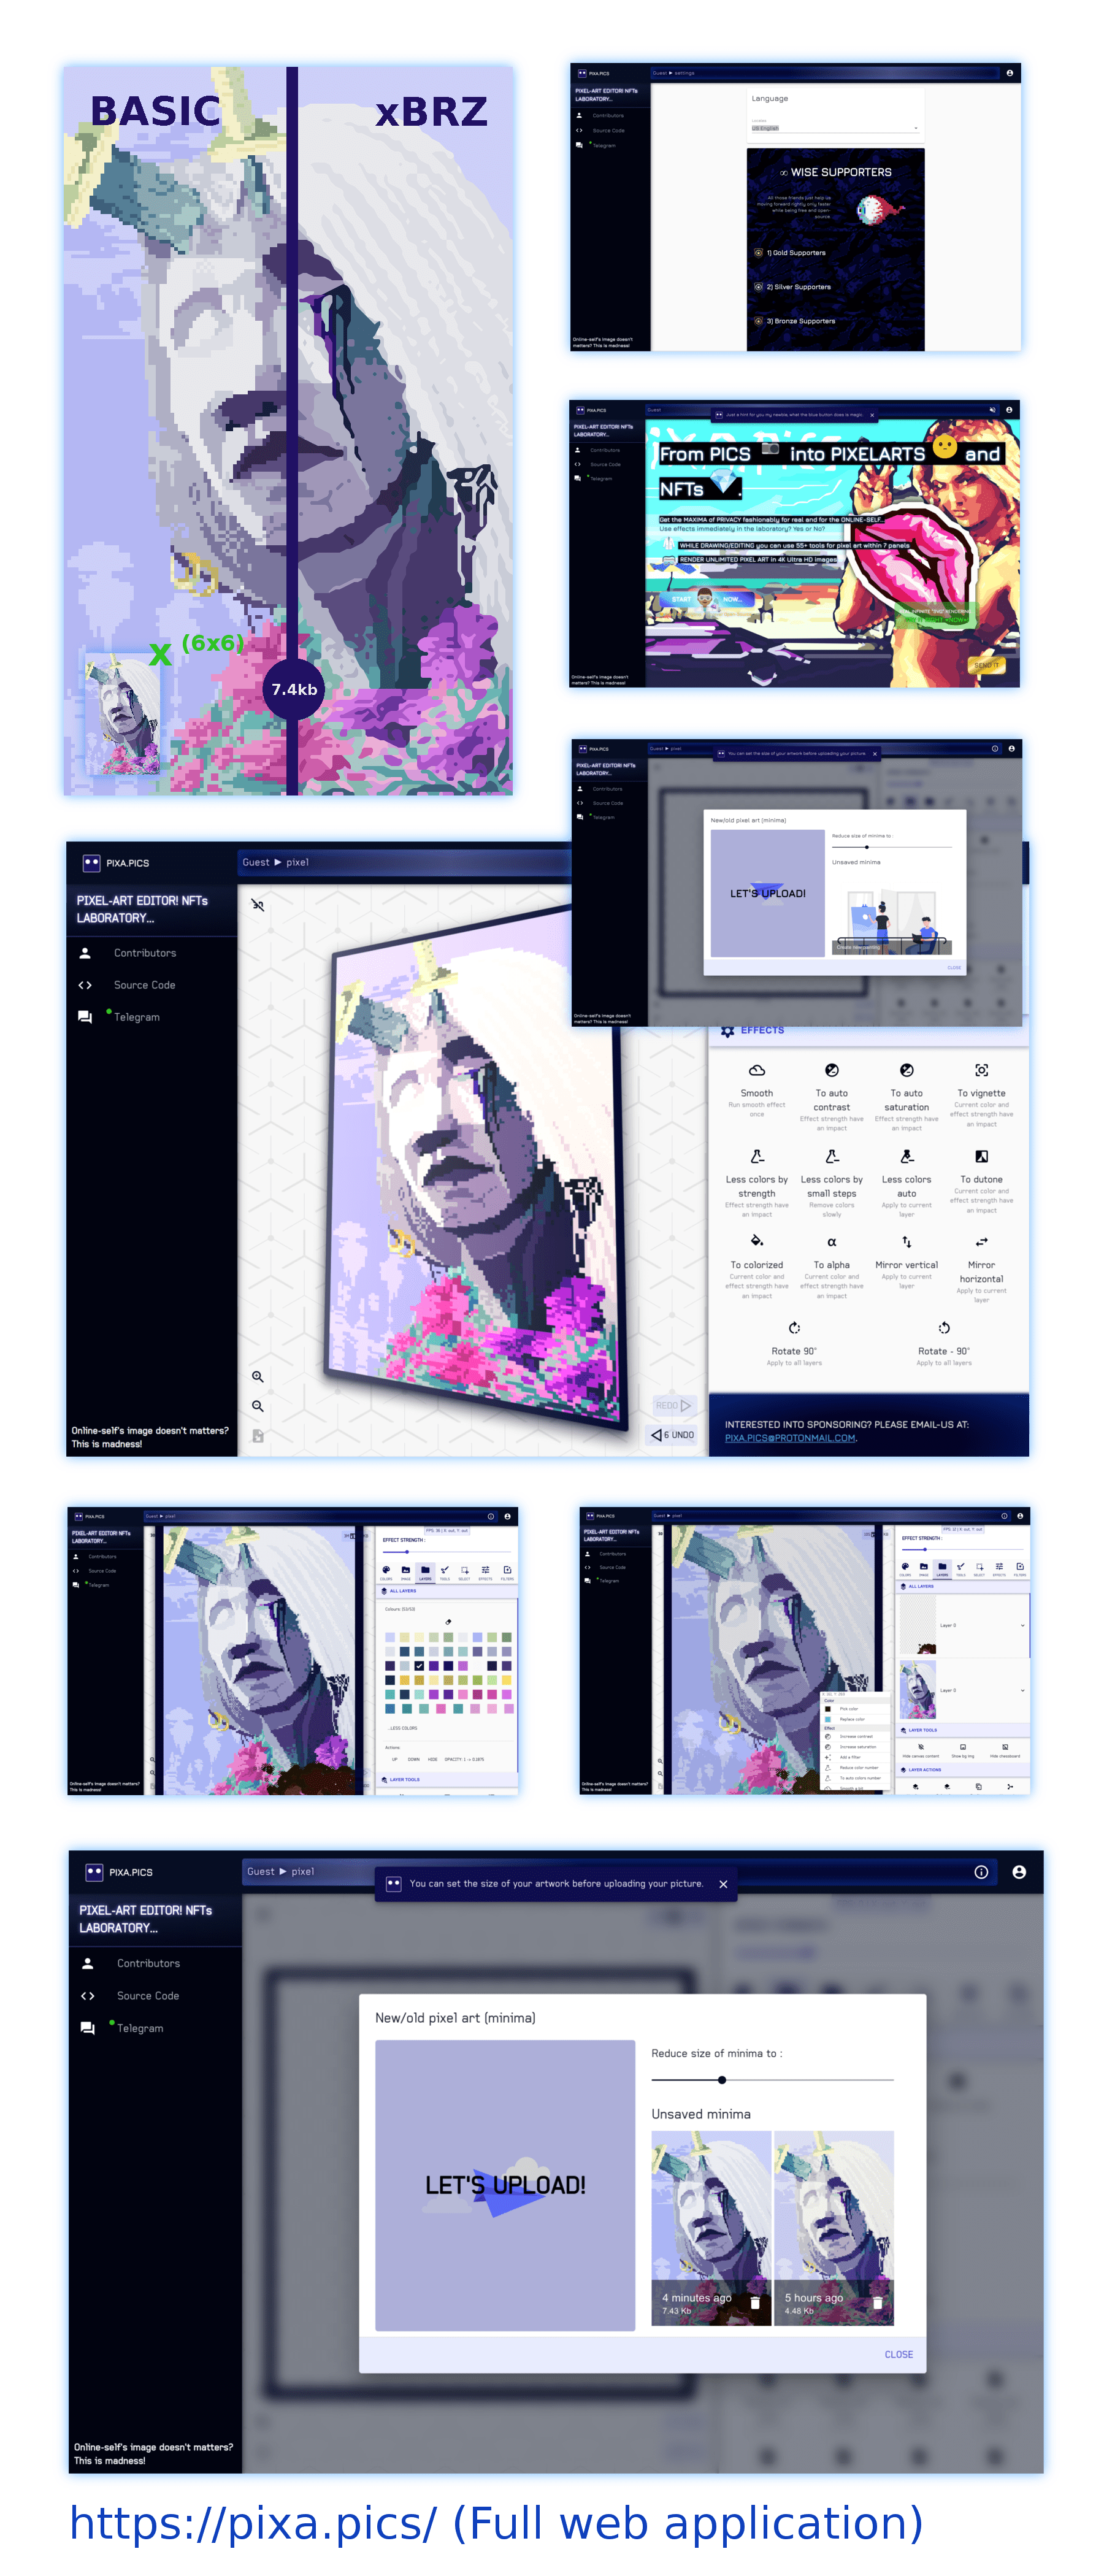 BASIC
xBRZ
x (6x6)
7.4kb
PIXA.PICS
Guest ▶ settings
PIXEL-ART EDITOR! NFTs
LABORATORY...
Contributors
Source Code
Telegram
Language
US English
∞ WISE SUPPORTERS
All those friends just help us
moving forward rightly only faster
while being free and open-
source.
1) Gold Supporters
2) Silver Supporters
3) Bronze Supporters
Online-self's image doesn't
matters? This is madness!
PIXA.PICS
Guest
Just a hint for you my newbie, what the blue button does is magic.
PIXEL-ART EDITOR! NFTs
LABORATORY...
Contributors
Source Code
Telegram
From PICS into PIXELARTS and
NFTs .
Get the MAXIMA of PRIVACY fashionably for real and for the ONLINE-SELF...
Use effects immediately in the laboratory? Yes or No?
WHILE DRAWING/EDITING you can use 55+ tools for pixel art within 7 panels
RENDER UNLIMITED PIXEL ART in 4K Ultra HD images
START NOW...
SEND IT
Online-self's image doesn't
matters? This is madness!
PIXA.PICS
Guest ▶ pixel
You can set the size of your artwork before uploading your picture.
PIXEL-ART EDITOR! NFTs
LABORATORY...
Contributors
Source Code
Telegram
New/old pixel art (minima)
Reduce size of minima to :
Unsaved minima
LET'S UPLOAD!
CLOSE
Online-self's image doesn't
matters? This is madness!
PIXA.PICS
Guest ▶ pixel
PIXEL-ART EDITOR! NFTs
LABORATORY...
Contributors
Source Code
Telegram
EFFECTS
Smooth
Run smooth effect
once
To auto
contrast
Effect strength have
an impact
To auto
saturation
Effect strength have
an impact
To vignette
Current color and
effect strength have
an impact
Less colors by
strength
Effect strength have
an impact
Less colors by
small steps
Remove colors
slowly
Less colors
auto
Apply to current
layer
To dutone
Current color and
effect strength have
an impact
To colorized
Current color and
effect strength have
an impact
To alpha
Current color and
effect strength have
an impact
Mirror vertical
Apply to current
layer
Mirror
horizontal
Apply to current
layer
Rotate 90°
Apply to all layers
Rotate - 90°
Apply to all layers
REDO
6 UNDO
INTERESTED INTO SPONSORING? PLEASE EMAIL-US AT:
PIXA.PICS@PROTONMAIL.COM.
Online-self's image doesn't matters?
This is madness!
PIXA.PICS
Guest ▶ pixel
PIXEL-ART EDITOR! NFTs
LABORATORY...
Contributors
Source Code
Telegram
EFFECT STRENGTH :
COLORS IMAGE LAYERS TOOLS SELECT EFFECTS FILTERS
ALL LAYERS
...LESS COLORS
Actions
UP DOWN HIDE
LAYER TOOLS
Online-self's image doesn't matters?
This is madness!
PIXA.PICS
Guest ▶ pixel
PIXEL-ART EDITOR! NFTs
LABORATORY...
Contributors
Source Code
Telegram
EFFECT STRENGTH :
COLORS IMAGE LAYERS TOOLS SELECT EFFECTS FILTERS
ALL LAYERS
Layer 0
Layer 0
Color
Pick color
Replace color
Effect
Increase contrast
Increase saturation
Add a filter
Reduce color number
To auto colors number
LAYER TOOLS
Hide canvas content
Show bg img
Hide chessboard
LAYER ACTIONS
Online-self's image doesn't matters?
This is madness!
PIXA.PICS
Guest ▶ pixel
You can set the size of your artwork before uploading your picture.
PIXEL-ART EDITOR! NFTs
LABORATORY...
Contributors
Source Code
Telegram
New/old pixel art (minima)
Reduce size of minima to :
Unsaved minima
LET'S UPLOAD!
4 minutes ago
7.43 Kb
5 hours ago
4.48 Kb
CLOSE
Online-self's image doesn't matters?
This is madness!
https://pixa.pics/ (Full web application)